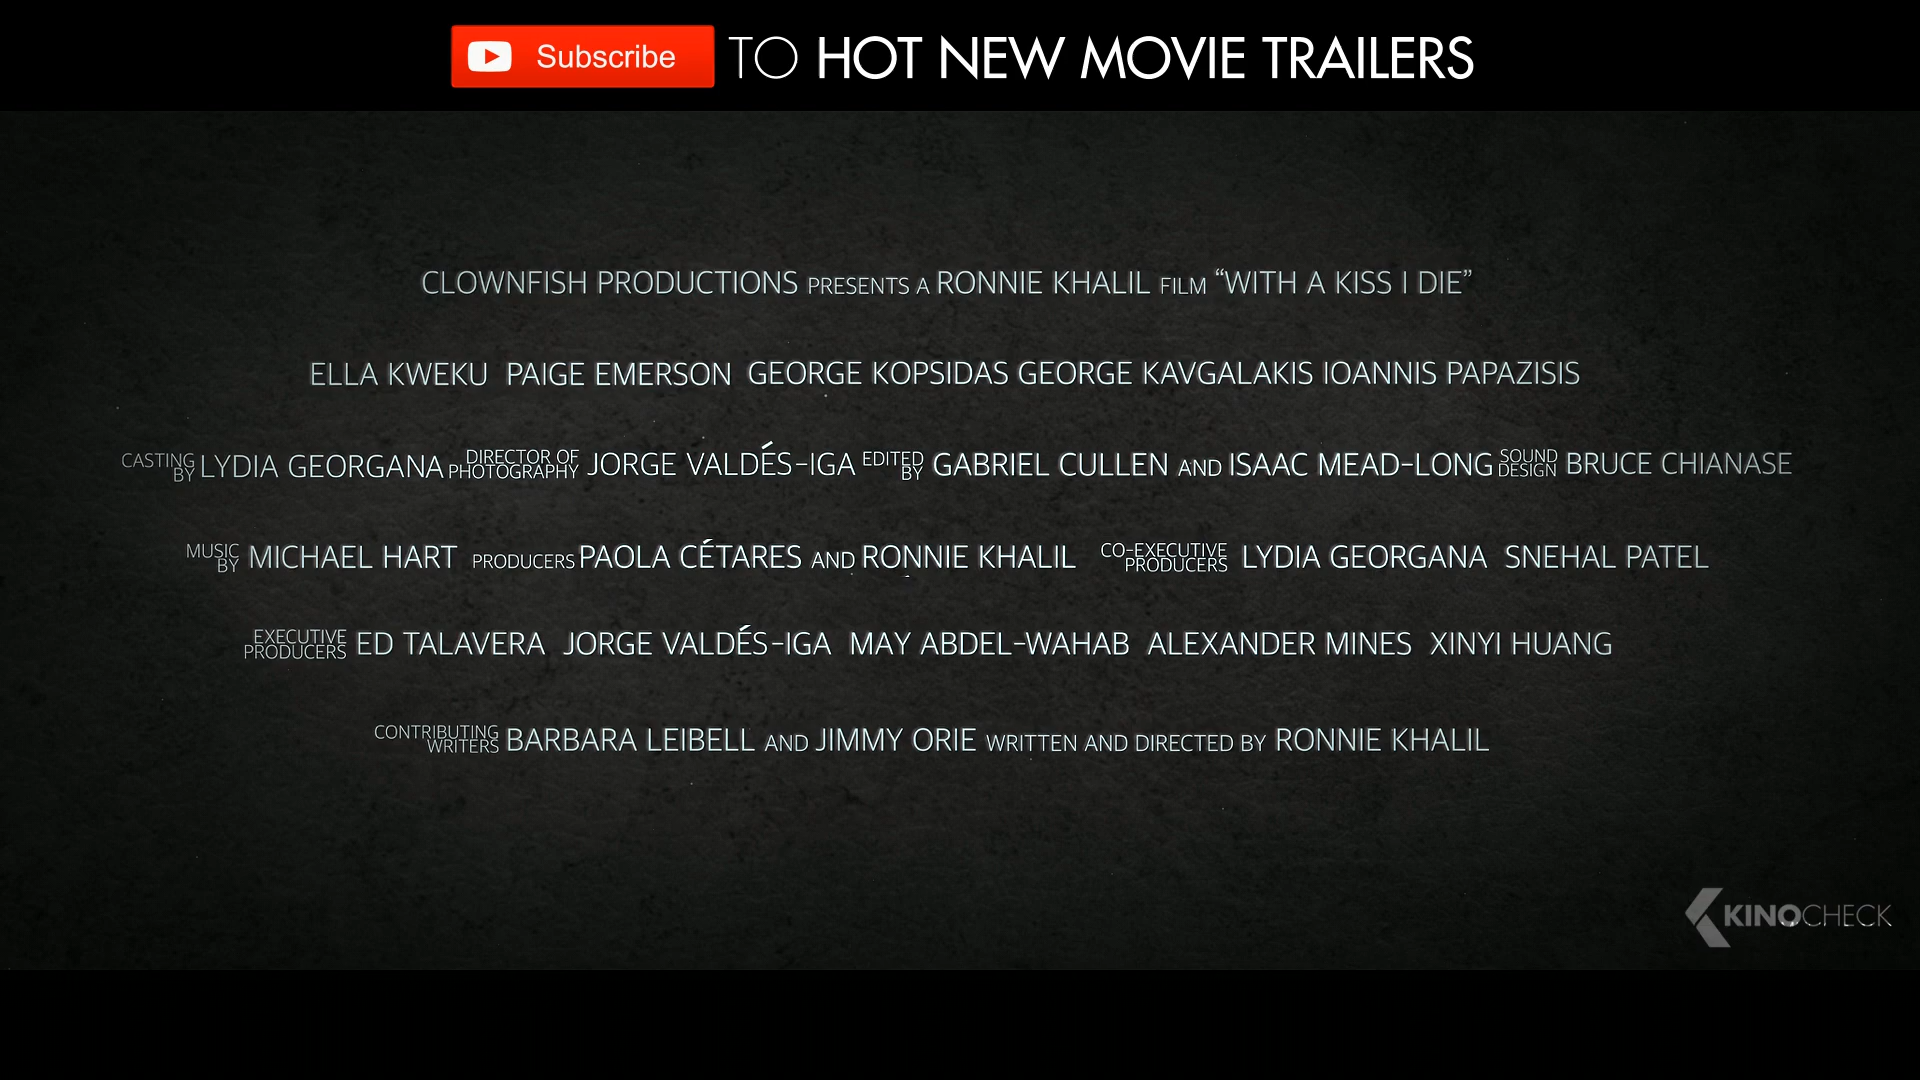 Subscribe TO HOT NEW MOVIE TRAILERS
CLOWNFISH PRODUCTIONS PRESENTS A RONNIE KHALIL FILM “WITH A KISS I DIE”
ELLA KWEKU PAIGE EMERSON GEORGE KOPSIDAS GEORGE KAVGALAKIS IOANNIS PAPAZISIS
CASTING BY LYDIA GEORGANA DIRECTOR OF PHOTOGRAPHY JORGE VALDÉS-IGA EDITED BY GABRIEL CULLEN AND ISAAC MEAD-LONG SOUND DESIGN BRUCE CHIANASE
MUSIC BY MICHAEL HART PRODUCERS PAOLA CÉTARES AND RONNIE KHALIL CO-EXECUTIVE PRODUCERS LYDIA GEORGANA SNEHAL PATEL
EXECUTIVE PRODUCERS ED TALAVERA JORGE VALDÉS-IGA MAY ABDEL-WAHAB ALEXANDER MINES XINYI HUANG
CONTRIBUTING WRITERS BARBARA LEIBELL AND JIMMY ORIE WRITTEN AND DIRECTED BY RONNIE KHALIL
KINOCHECK